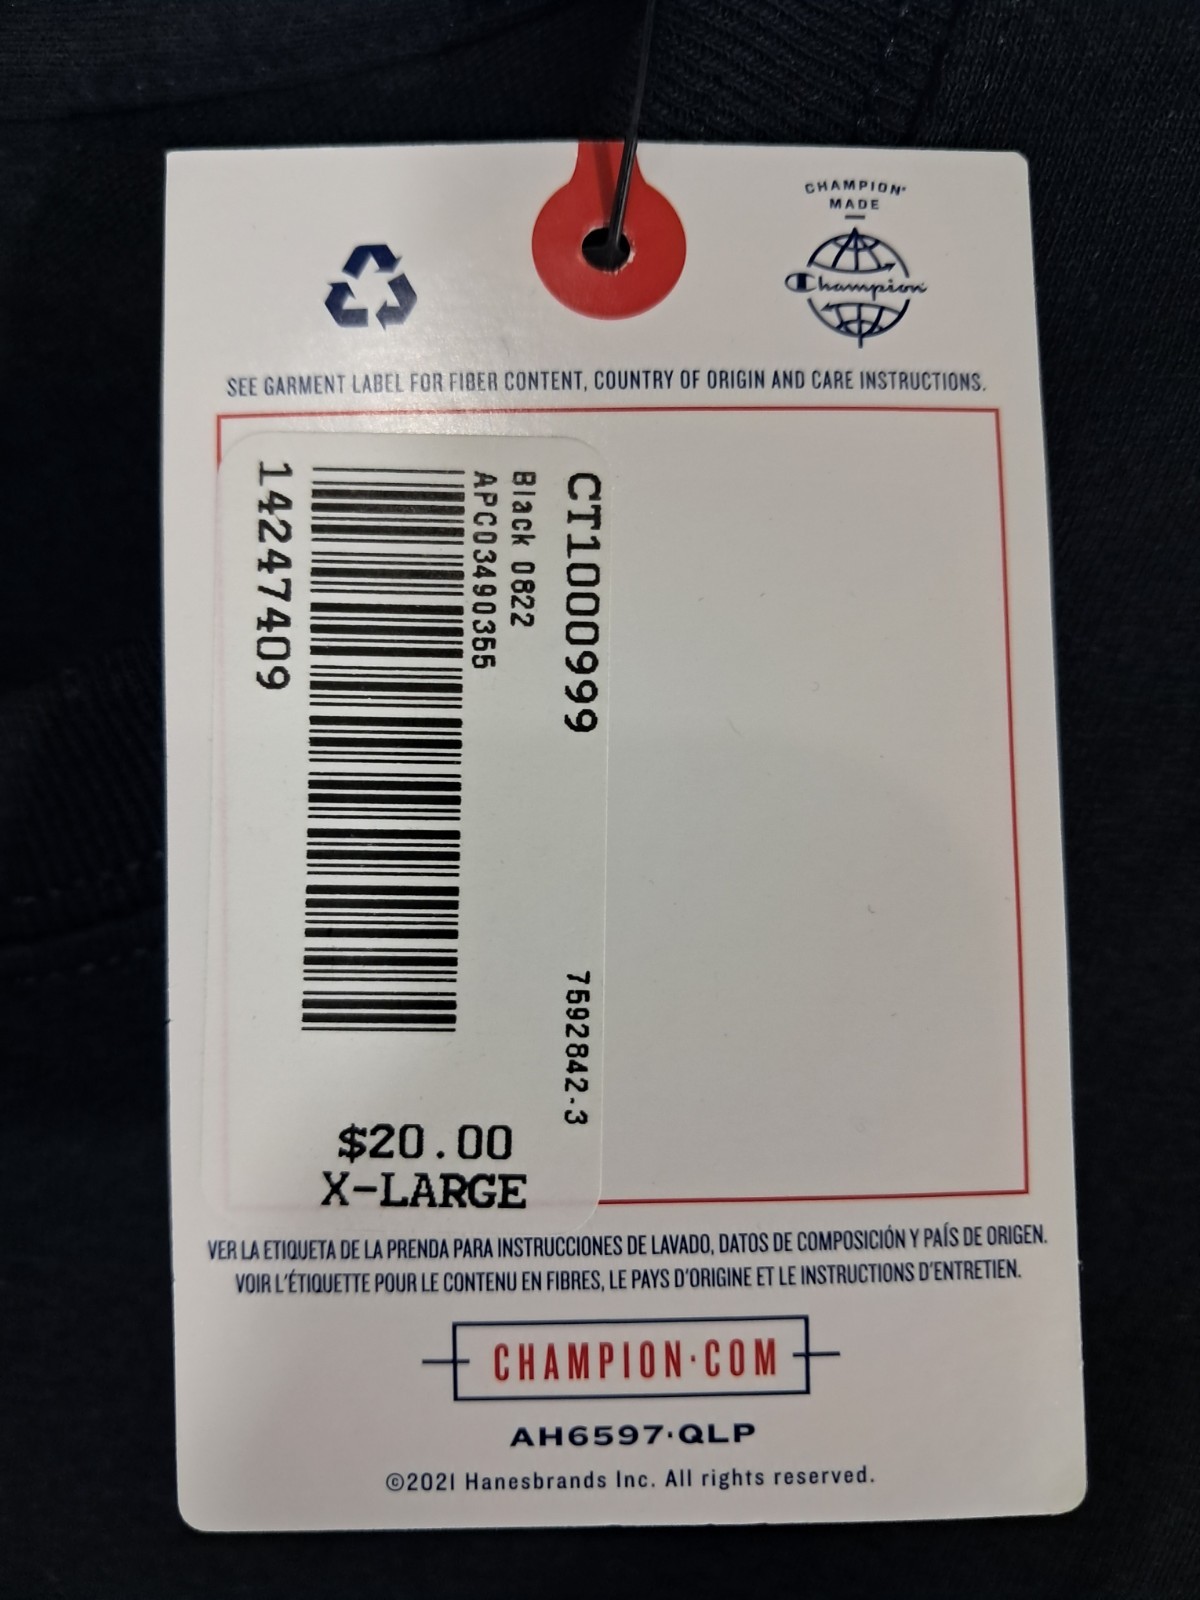 CHAMPION®
MADE
Champion
SEE GARMENT LABEL FOR FIBER CONTENT, COUNTRY OF ORIGIN AND CARE INSTRUCTIONS.
CT1000999
7592842-3
Black 0822
APC03490355
14247409
$20.00
X-LARGE
VER LA ETIQUETA DE LA PRENDA PARA INSTRUCCIONES DE LAVADO, DATOS DE COMPOSICIÓN Y PAÍS DE ORIGEN.
VOIR L'ÉTIQUETTE POUR LE CONTENU EN FIBRES, LE PAYS D'ORIGINE ET LE INSTRUCTIONS D'ENTRETIEN.
CHAMPION·COM
AH6597·QLP
©2021 Hanesbrands Inc. All rights reserved.